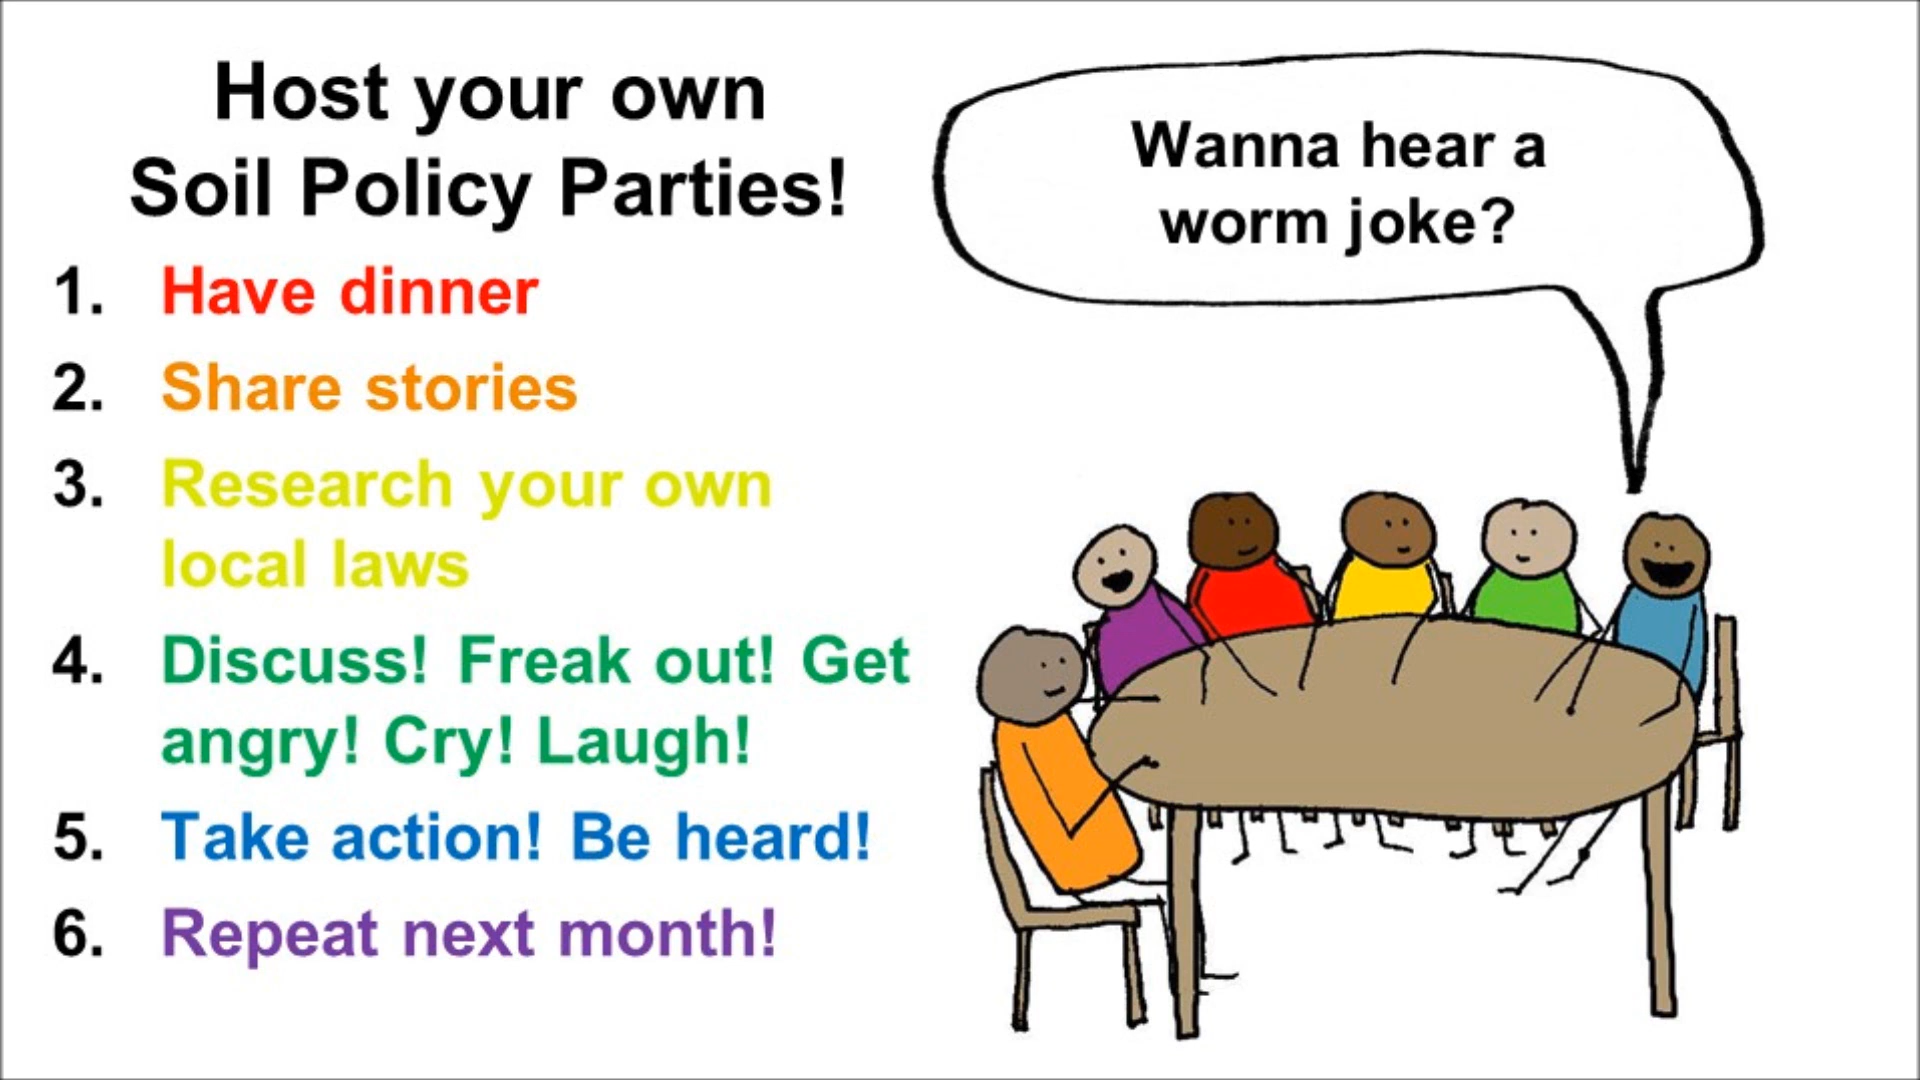 Host your own
Soil Policy Parties!
1. Have dinner
2. Share stories
3. Research your own
local laws
4. Discuss! Freak out! Get
angry! Cry! Laugh!
5. Take action! Be heard!
6. Repeat next month!
Wanna hear a
worm joke?